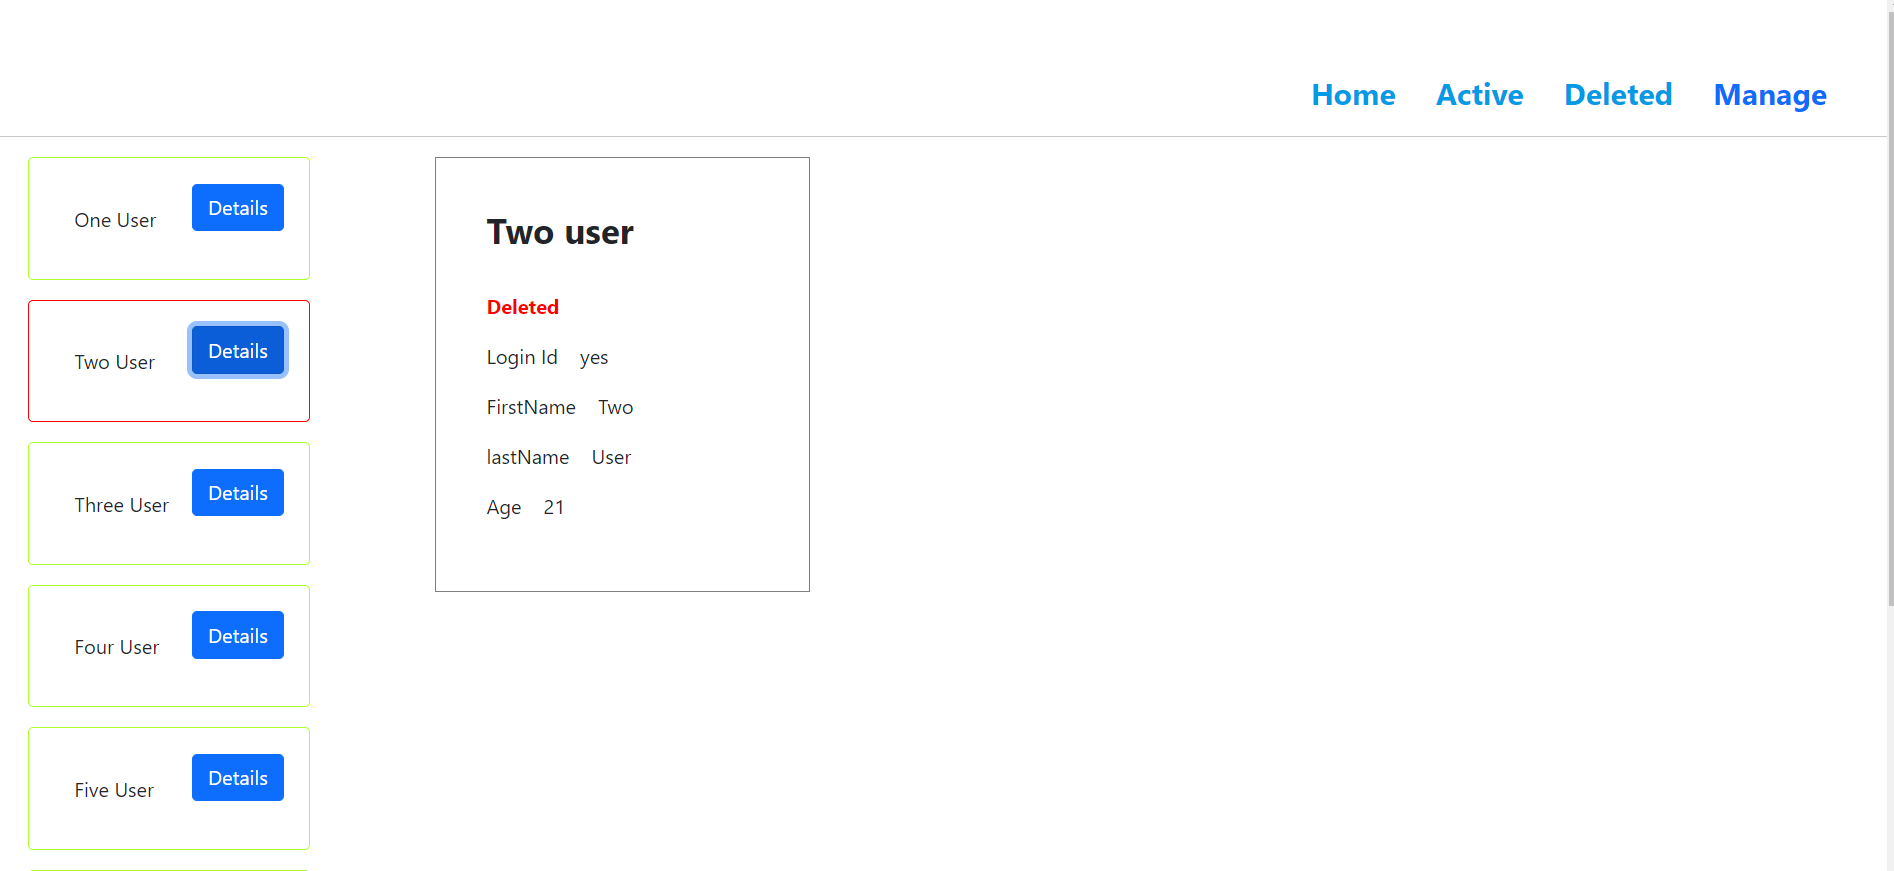 Home Active Deleted Manage
One User Details
Two User Details
Three User Details
Four User Details
Five User Details
Two user
Deleted
Login Id yes
FirstName Two
lastName User
Age 21